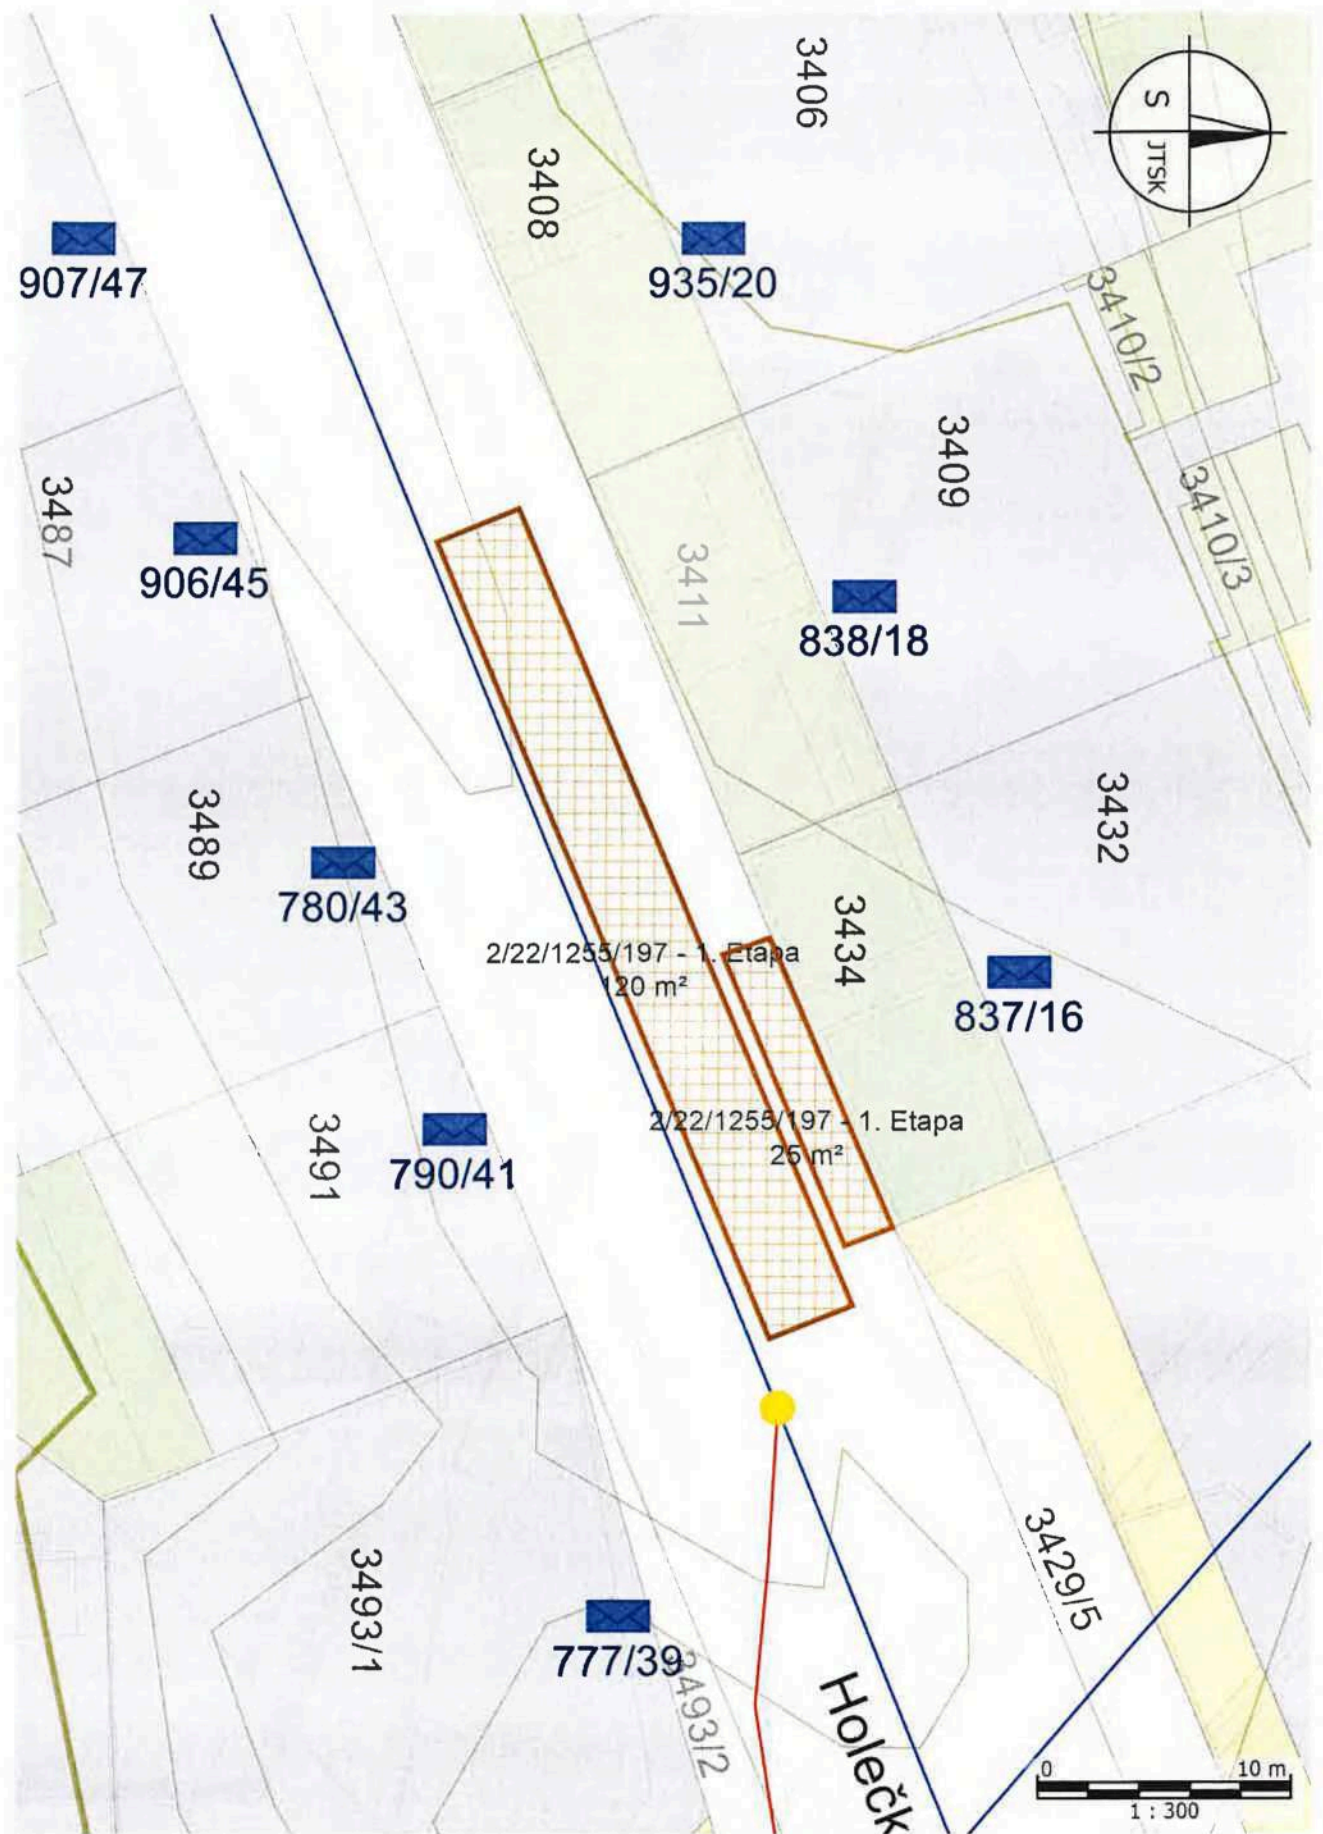 3406
S
JTSK
3408
907/47
935/20
3410/2
3409
3487
3410/3
906/45
3411
838/18
3432
3489
780/43
3434
2/22/1255/197 - 1. Etapa
120 m²
837/16
3491
790/41
2/22/1255/197 - 1. Etapa
25 m²
3429/5
3493/1
777/39
3493/2
Holečk
0 10 m
1 : 300